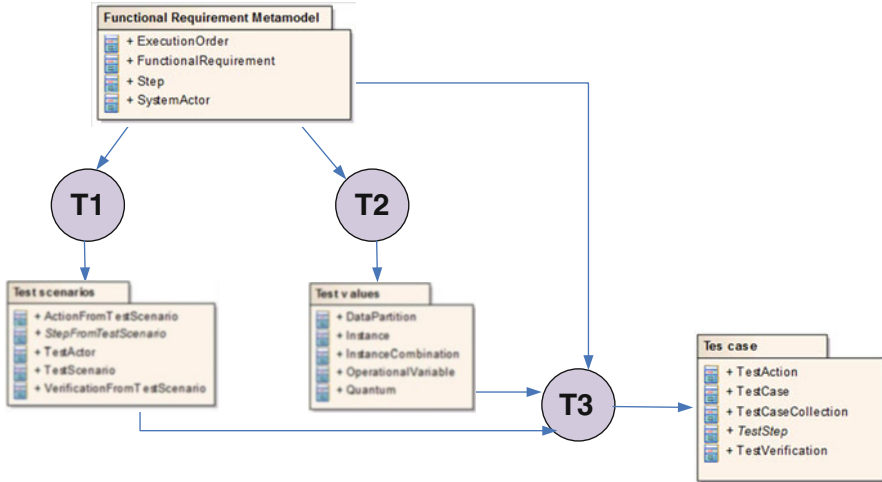 Functional Requirement Metamodel
+ ExecutionOrder
+ FunctionalRequirement
+ Step
+ SystemActor
T1
T2
Test scenarios
+ ActionFromTestScenario
+ StepFromTestScenario
+ TestActor
+ TestScenario
+ VerificationFromTestScenario
Test values
+ DataPartition
+ Instance
+ InstanceCombination
+ OperationalVariable
+ Quantum
T3
Tes case
+ TestAction
+ TestCase
+ TestCaseCollection
+ TestStep
+ TestVerification